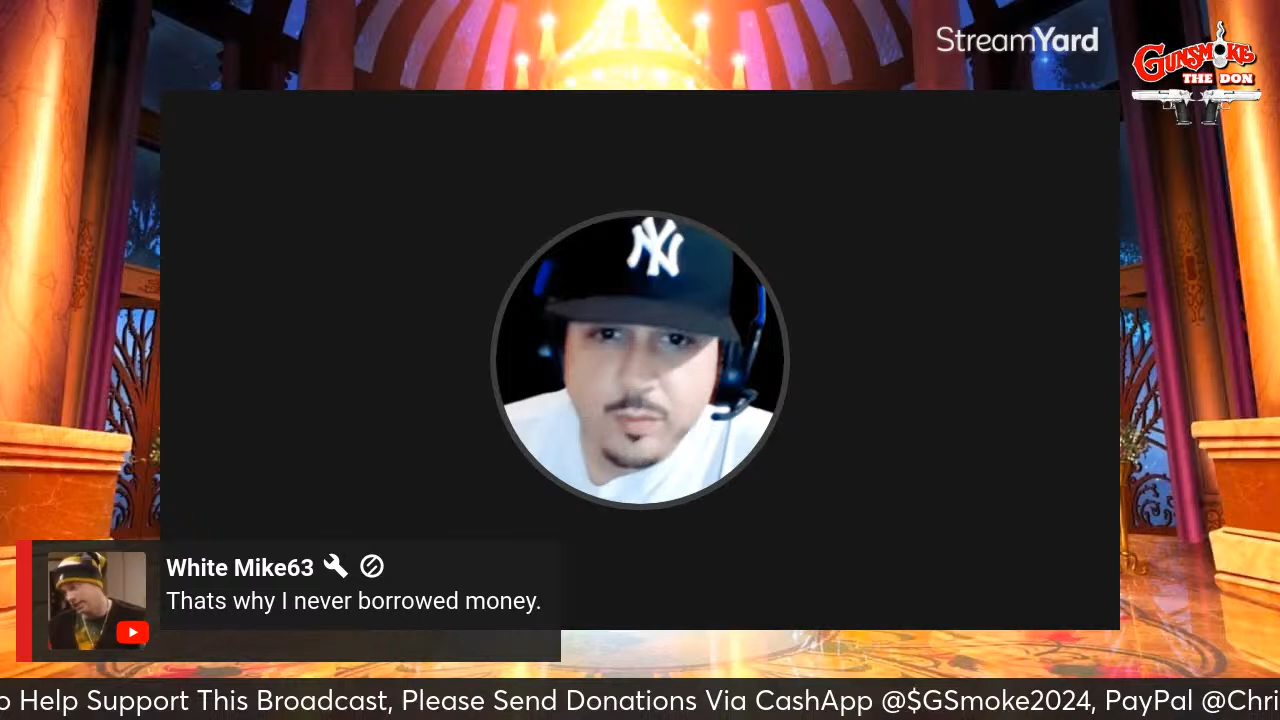 StreamYard
GUNSMOKE
THE DON
NY
White Mike63
Thats why I never borrowed money.
o Help Support This Broadcast, Please Send Donations Via CashApp @$GSmoke2024, PayPal @Chri